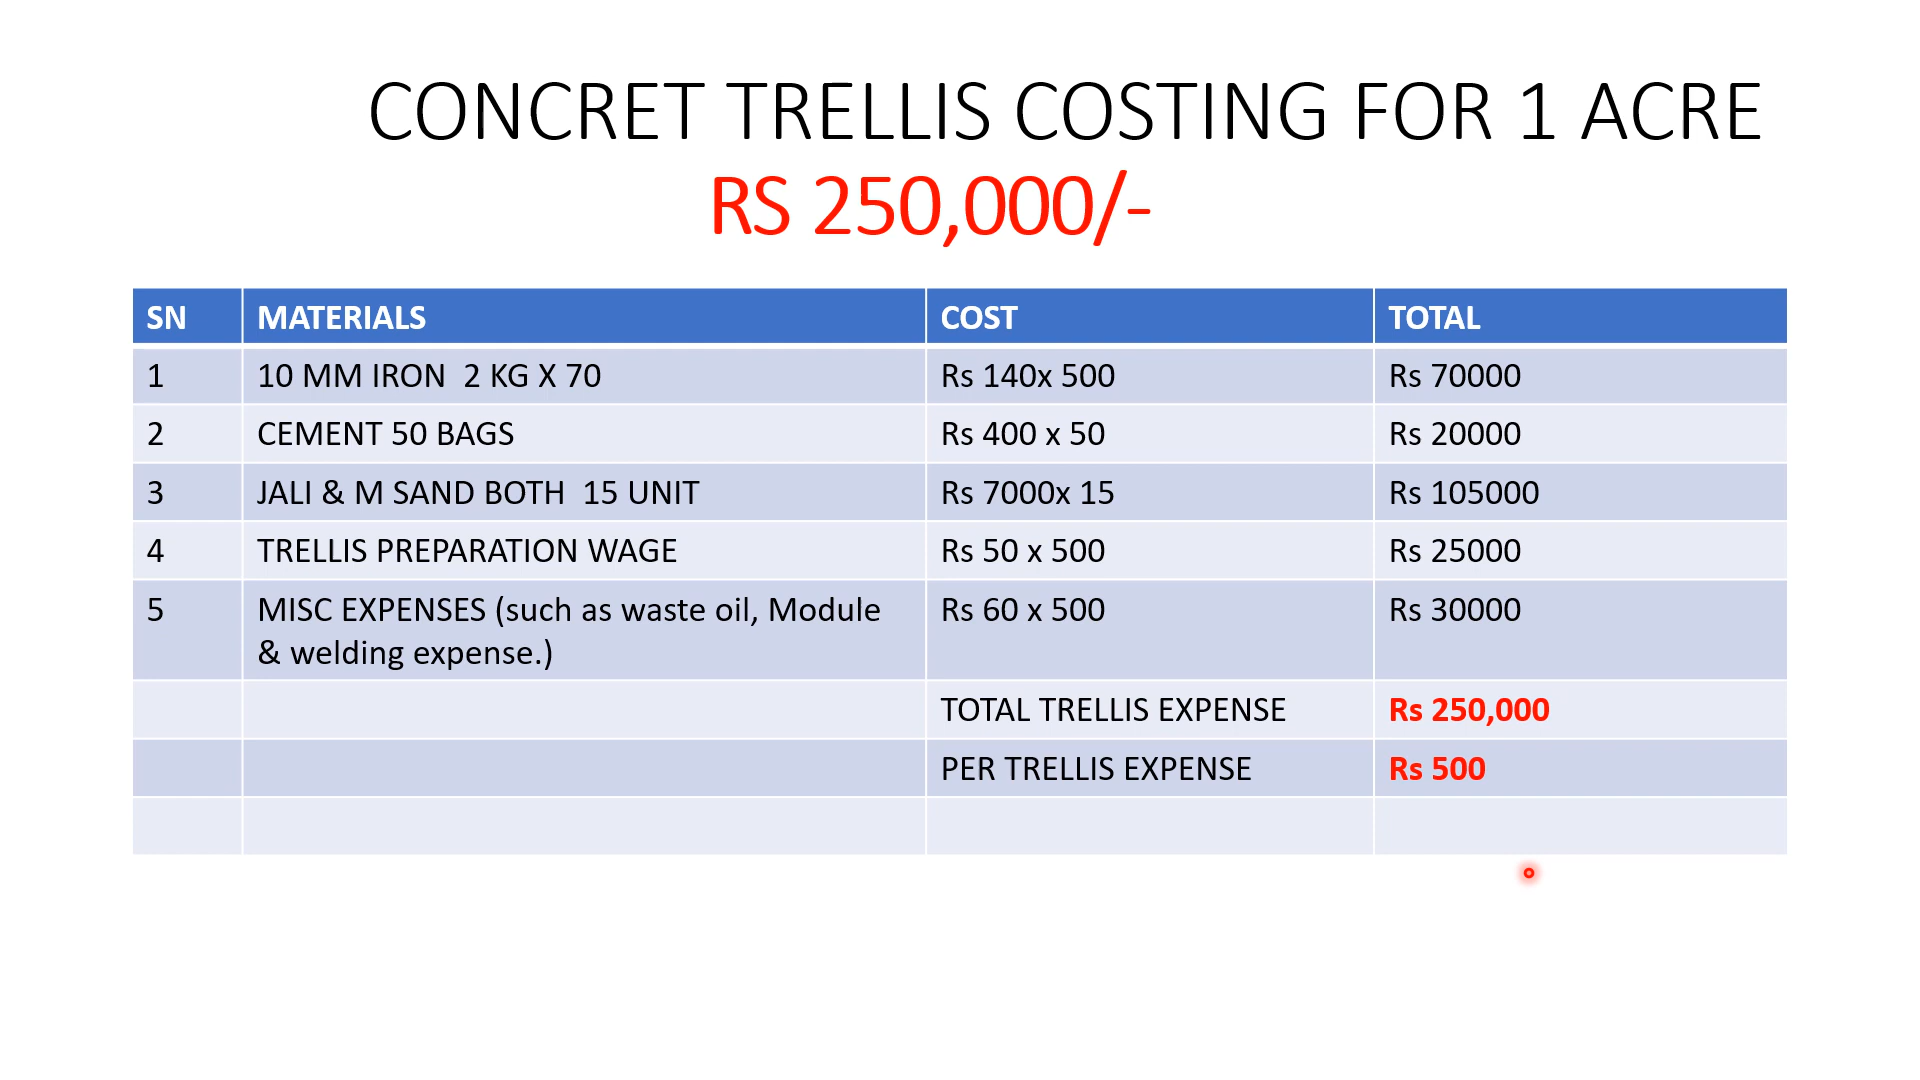 CONCRET TRELLIS COSTING FOR 1 ACRE
RS 250,000/-
SN MATERIALS COST TOTAL
1 10 MM IRON  2 KG X 70 Rs 140x 500 Rs 70000
2 CEMENT 50 BAGS Rs 400 x 50 Rs 20000
3 JALI & M SAND BOTH  15 UNIT Rs 7000x 15 Rs 105000
4 TRELLIS PREPARATION WAGE Rs 50 x 500 Rs 25000
5 MISC EXPENSES (such as waste oil, Module Rs 60 x 500 Rs 30000
& welding expense.)
TOTAL TRELLIS EXPENSE Rs 250,000
PER TRELLIS EXPENSE Rs 500